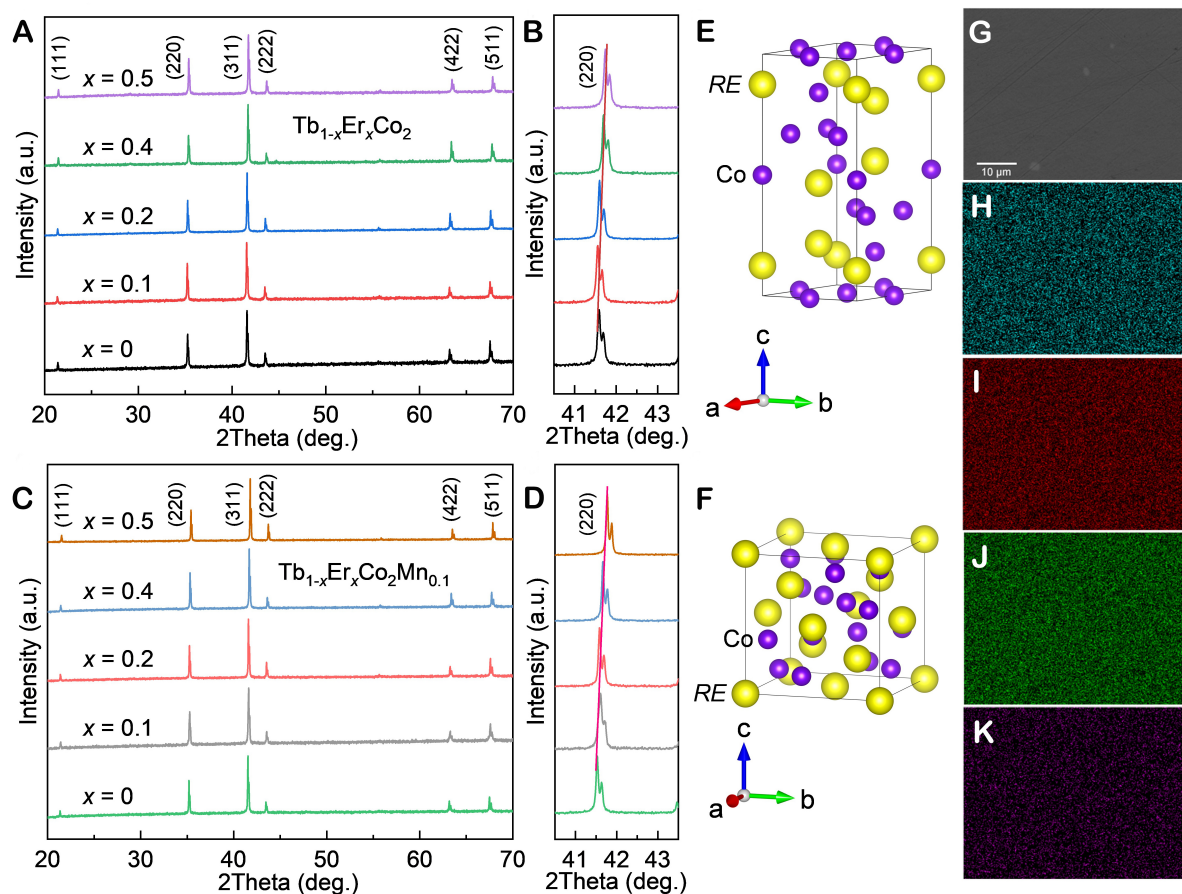 A
(111)
(220)
(311)
(222)
(422)
(511)
x = 0.5
Tb1-xErxCo2
x = 0.4
x = 0.2
x = 0.1
x = 0
Intensity (a.u.)
20 30 40 50 60 70
2Theta (deg.)
B
(220)
Intensity (a.u.)
41 42 43
2Theta (deg.)
C
(111)
(220)
(311)
(222)
(422)
(511)
x = 0.5
Tb1-xErxCo2Mn0.1
x = 0.4
x = 0.2
x = 0.1
x = 0
Intensity (a.u.)
20 30 40 50 60 70
2Theta (deg.)
D
(220)
Intensity (a.u.)
41 42 43
2Theta (deg.)
E
RE
Co
c
a
b
F
Co
RE
c
a
b
G
10 μm
H
I
J
K